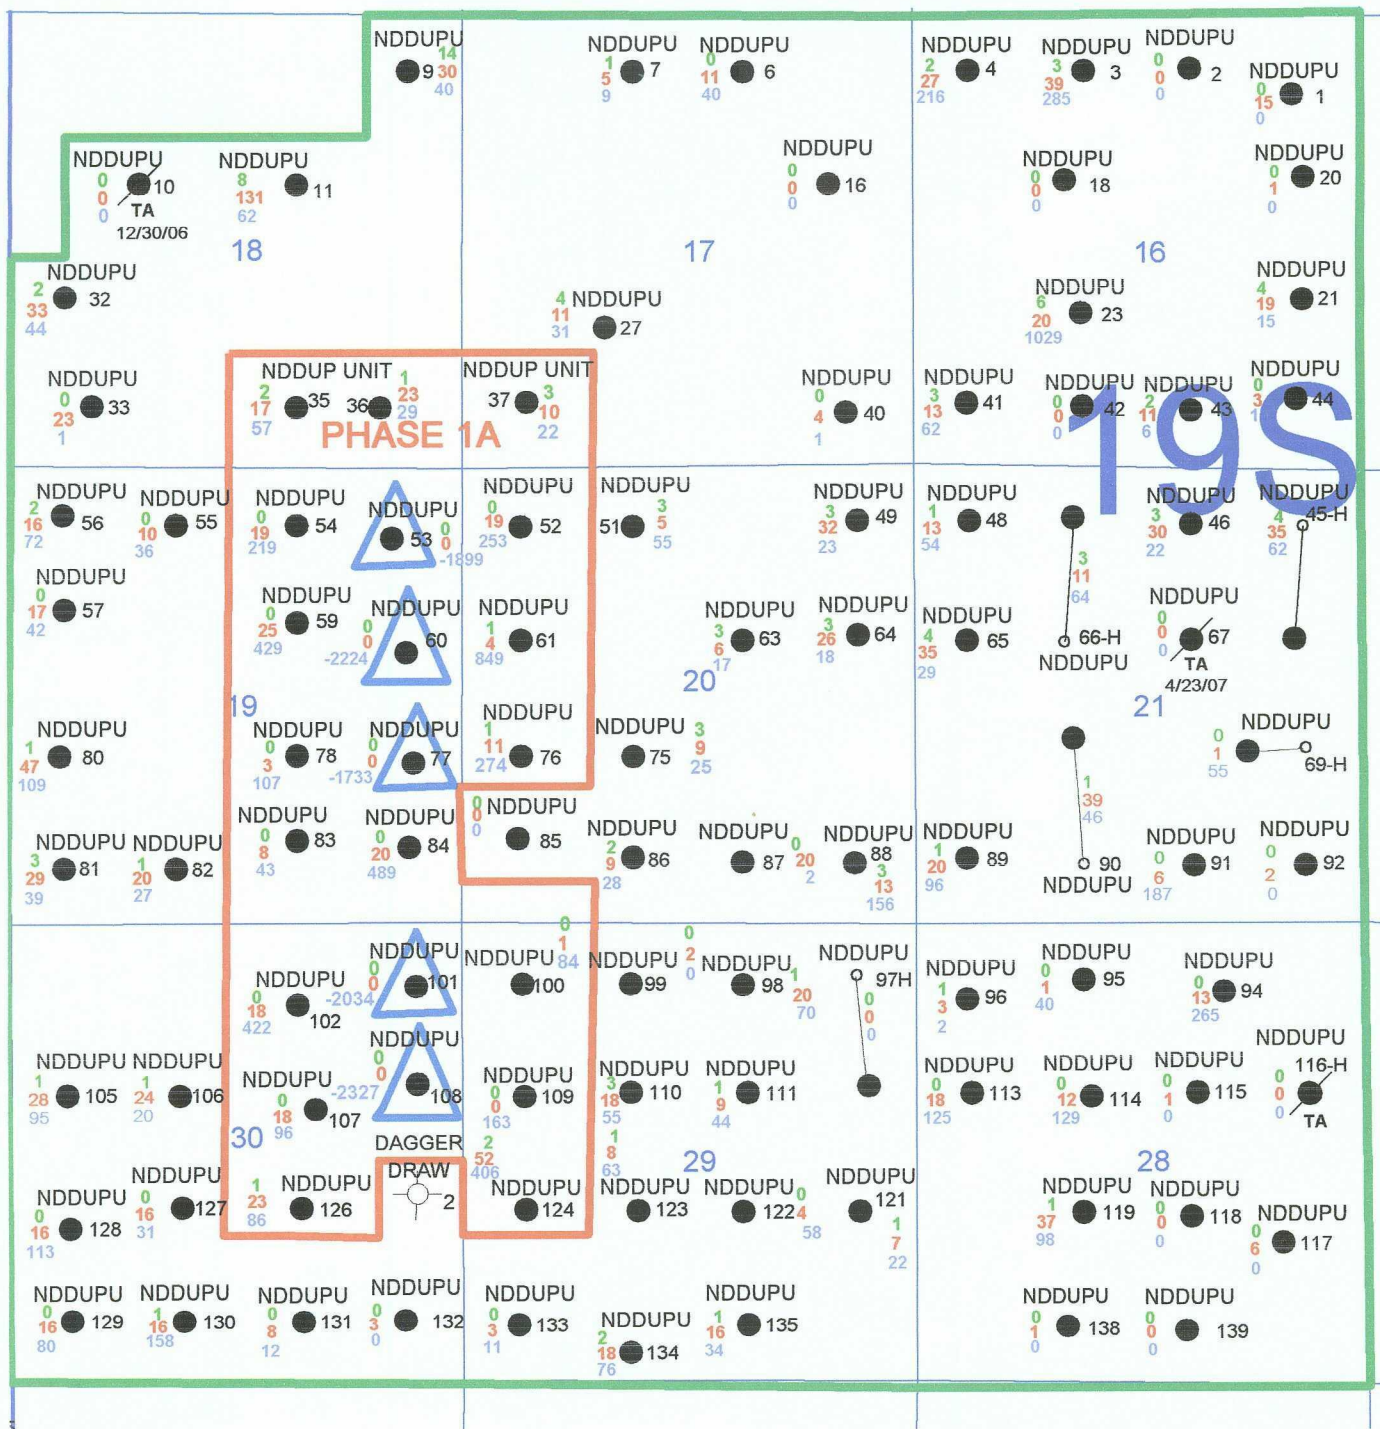 NDDUPU
14
9 30
40
NDDUPU
1
5 7
9
NDDUPU
0
11 6
40
NDDUPU
2
27 4
216
NDDUPU
3
39 3
285
NDDUPU
0
0 2
0
NDDUPU
0
15 1
0
NDDUPU
0
0 10
0 TA
12/30/06
NDDUPU
8
131 11
62
NDDUPU
0
0 16
0
NDDUPU
0
0 18
0
NDDUPU
0
1 20
0
18
17
16
NDDUPU
2
33 32
44
NDDUPU
4
11 27
31
NDDUPU
6
20 23
1029
NDDUPU
4
19 21
15
NDDUPU
0
23 33
1
NDDUP UNIT
2
17 35
57
1
36 23
29
NDDUP UNIT
37 3
10
22
PHASE 1A
NDDUPU
0
4 40
1
NDDUPU
3
13 41
62
NDDUPU
0
0 42
0
NDDUPU
2
11 43
6
NDDUPU
0
3 44
1
19S
NDDUPU
2
16 56
72
NDDUPU
0
10 55
36
NDDUPU
0
19 54
219
NDDUPU
53 0
0
-1899
NDDUPU
0
19 52
253
NDDUPU
51 3
5
55
NDDUPU
3
32 49
23
NDDUPU
1
13 48
54
NDDUPU
3
30 46
22
NDDUPU
4
35 45-H
62
NDDUPU
0
17 57
42
NDDUPU
0
25 59
429
NDDUPU
0
0 60
-2224
NDDUPU
1
4 61
849
NDDUPU
3
6 63
17
NDDUPU
3
26 64
18
NDDUPU
4
35 65
29
3
11
64
66-H
NDDUPU
NDDUPU
0
0 67
0
TA
4/23/07
19
20
21
NDDUPU
1
47 80
109
NDDUPU
0
3 78
107
NDDUPU
0
0 77
-1733
NDDUPU
1
11 76
274
NDDUPU
75 3
9
25
NDDUPU
0
1 69-H
55
1
39
46
90
NDDUPU
NDDUPU
3
29 81
39
NDDUPU
1
20 82
27
NDDUPU
0
8 83
43
NDDUPU
0
20 84
489
NDDUPU
0
0 85
0
NDDUPU
2
9 86
28
NDDUPU
87 0
20
2
NDDUPU
88 3
13
156
NDDUPU
1
20 89
96
NDDUPU
0
6 91
187
NDDUPU
0
2 92
0
NDDUPU
0
18 102
422
NDDUPU
0
0 101
-2034
NDDUPU
100 0
1
84
NDDUPU
99 0
2
0
NDDUPU
98 1
20
70
NDDUPU
97H
0
0
0
NDDUPU
1
3 96
2
NDDUPU
0
1 95
40
NDDUPU
0
13 94
265
NDDUPU
1
28 105
95
NDDUPU
1
24 106
20
NDDUPU
0
18 107
96
NDDUPU
0
0 108
-2327
NDDUPU
0
0 109
163
NDDUPU
3
18 110
55
NDDUPU
1
9 111
44
NDDUPU
0
18 113
125
NDDUPU
0
12 114
129
NDDUPU
0
1 115
0
NDDUPU
116-H
0
0
0
TA
30
29
28
DAGGER
DRAW
2
NDDUPU
0
16 128
113
NDDUPU
0
16 127
31
NDDUPU
1
23 126
86
2
52
406
NDDUPU
124
1
8
63
NDDUPU
123
NDDUPU
122 0
4
58
NDDUPU
121 1
7
22
NDDUPU
1
37 119
98
NDDUPU
0
0 118
0
NDDUPU
0
6 117
0
NDDUPU
0
16 129
80
NDDUPU
1
16 130
158
NDDUPU
0
8 131
12
NDDUPU
0
3 132
0
NDDUPU
0
3 133
11
NDDUPU
2
18 134
76
NDDUPU
1
16 135
34
NDDUPU
0
1 138
0
NDDUPU
0
0 139
0